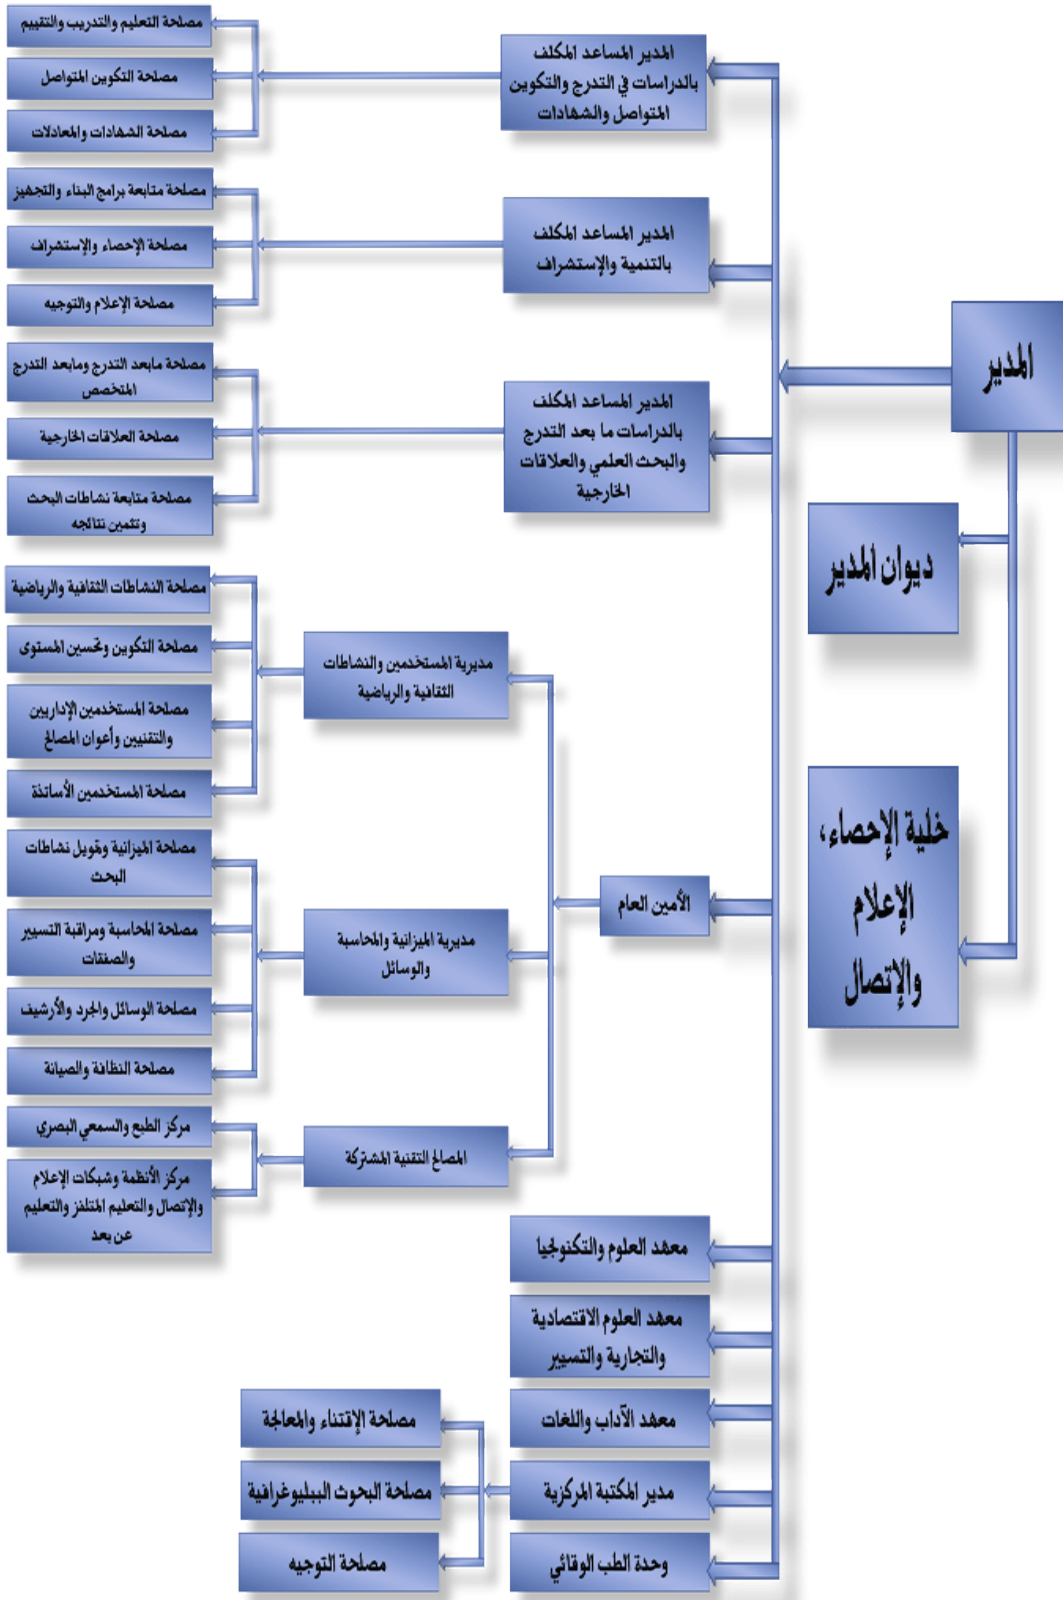 المدير
ديوان المدير
خلية الإحصاء،
الإعلام
والإتصال
المدير المساعد المكلف
بالدراسات في التدرج والتكوين
المتواصل والشهادات
مصلحة التعليم والتدريب والتقييم
مصلحة التكوين المتواصل
مصلحة الشهادات والمعادلات
المدير المساعد المكلف
بالتنمية والإستشراف
مصلحة متابعة برامج البناء والتجهيز
مصلحة الإحصاء والإستشراف
مصلحة الإعلام والتوجيه
المدير المساعد المكلف
بالدراسات ما بعد التدرج
والبحث العلمي والعلاقات
الخارجية
مصلحة مابعد التدرج ومابعد التدرج
المتخصص
مصلحة العلاقات الخارجية
مصلحة متابعة نشاطات البحث
وتثمين نتائجه
الأمين العام
مديرية المستخدمين والنشاطات
الثقافية والرياضية
مصلحة النشاطات الثقافية والرياضية
مصلحة التكوين وتحسين المستوى
مصلحة المستخدمين الإداريين
والتقنيين وأعوان المصالح
مصلحة المستخدمين الأساتذة
مديرية الميزانية والمحاسبة
والوسائل
مصلحة الميزانية وتمويل نشاطات
البحث
مصلحة المحاسبة ومراقبة التسيير
والصفقات
مصلحة الوسائل والجرد والأرشيف
مصلحة النظافة والصيانة
المصالح التقنية المشتركة
مركز الطبع والسمعي البصري
مركز الأنظمة وشبكات الإعلام
والإتصال والتعليم المتلفز والتعليم
عن بعد
معهد العلوم والتكنولجيا
معهد العلوم الاقتصادية
والتجارية والتسيير
معهد الآداب واللغات
مدير المكتبة المركزية
مصلحة الإقتناء والمعالجة
مصلحة البحوث الببليوغرافية
مصلحة التوجيه
وحدة الطب الوقائي